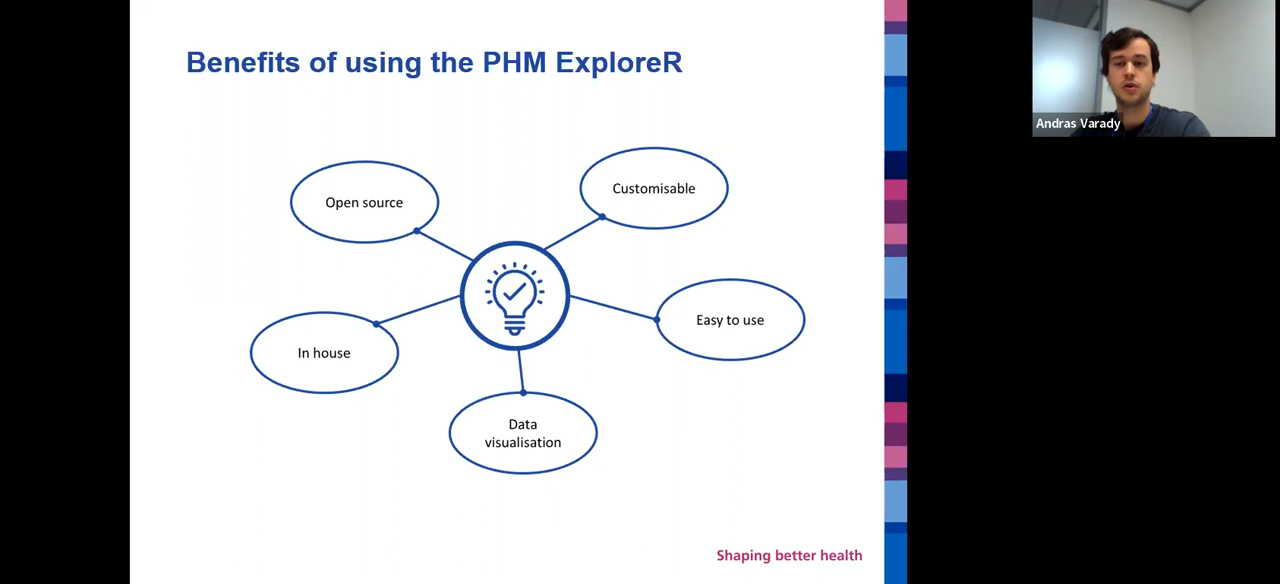 Benefits of using the PHM ExploreR
Andras Varady
Open source
Customisable
Easy to use
In house
Data
visualisation
Shaping better health